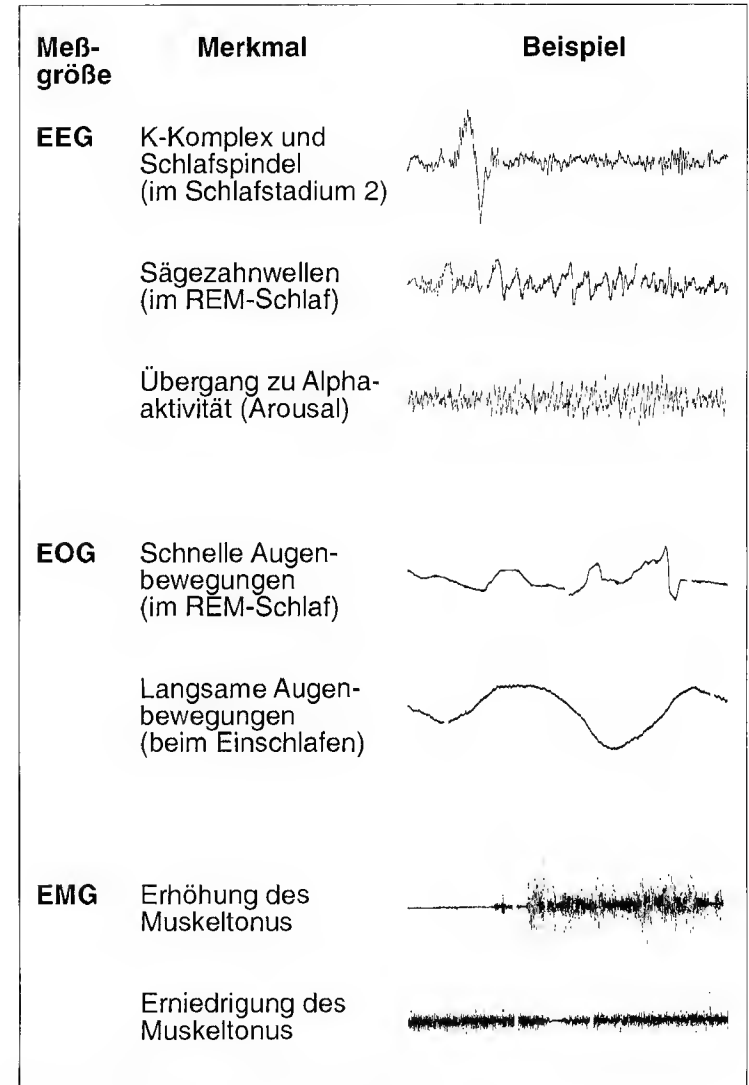 Meß- Merkmal Beispiel
größe
EEG K-Komplex und
Schlafspindel
(im Schlafstadium 2)
Sägezahnwellen
(im REM-Schlaf)
Übergang zu Alpha-
aktivität (Arousal)
EOG Schnelle Augen-
bewegungen
(im REM-Schlaf)
Langsame Augen-
bewegungen
(beim Einschlafen)
EMG Erhöhung des
Muskeltonus
Erniedrigung des
Muskeltonus